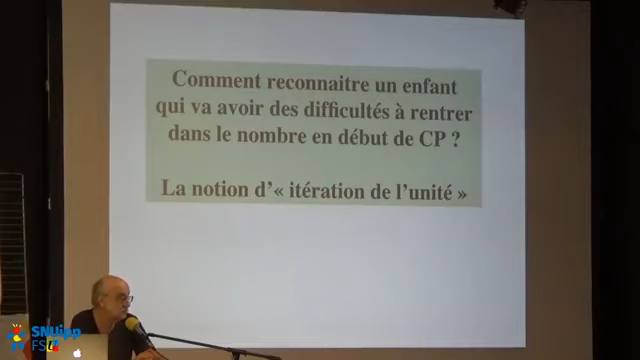 Comment reconnaitre un enfant
qui va avoir des difficultés à rentrer
dans le nombre en début de CP ?
La notion d'« itération de l'unité »
SNUipp
FSU